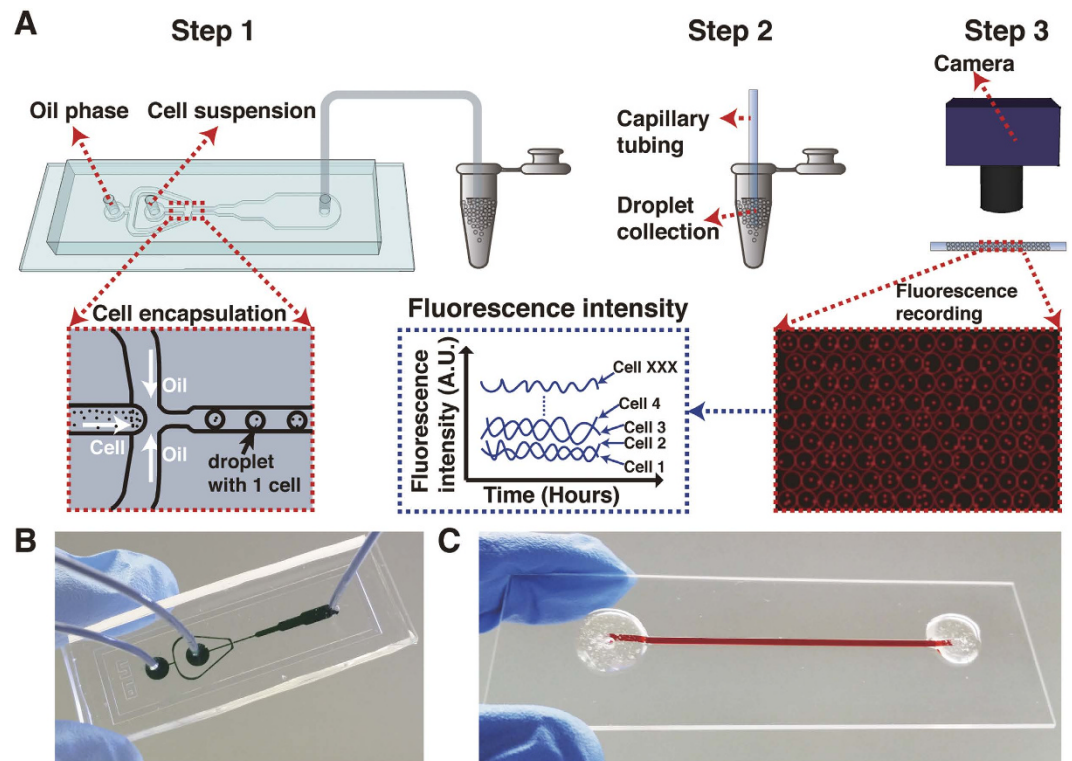 A
Step 1
Step 2
Step 3
Oil phase
Cell suspension
Capillary
tubing
Droplet
collection
Camera
Cell encapsulation
Oil
Cell
Oil
droplet
with 1 cell
Fluorescence intensity
Fluorescence
intensity (A.U.)
Cell XXX
Cell 4
Cell 3
Cell 2
Cell 1
Time (Hours)
Fluorescence
recording
B
C